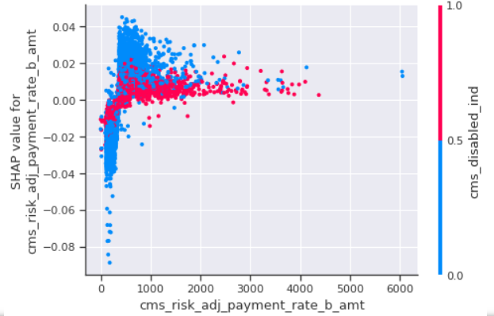 0.04
0.02
0.00
−0.02
−0.04
−0.06
−0.08
SHAP value for
cms_risk_adj_payment_rate_b_amt
0 1000 2000 3000 4000 5000 6000
cms_risk_adj_payment_rate_b_amt
1.0
0.5
0.0
cms_disabled_ind